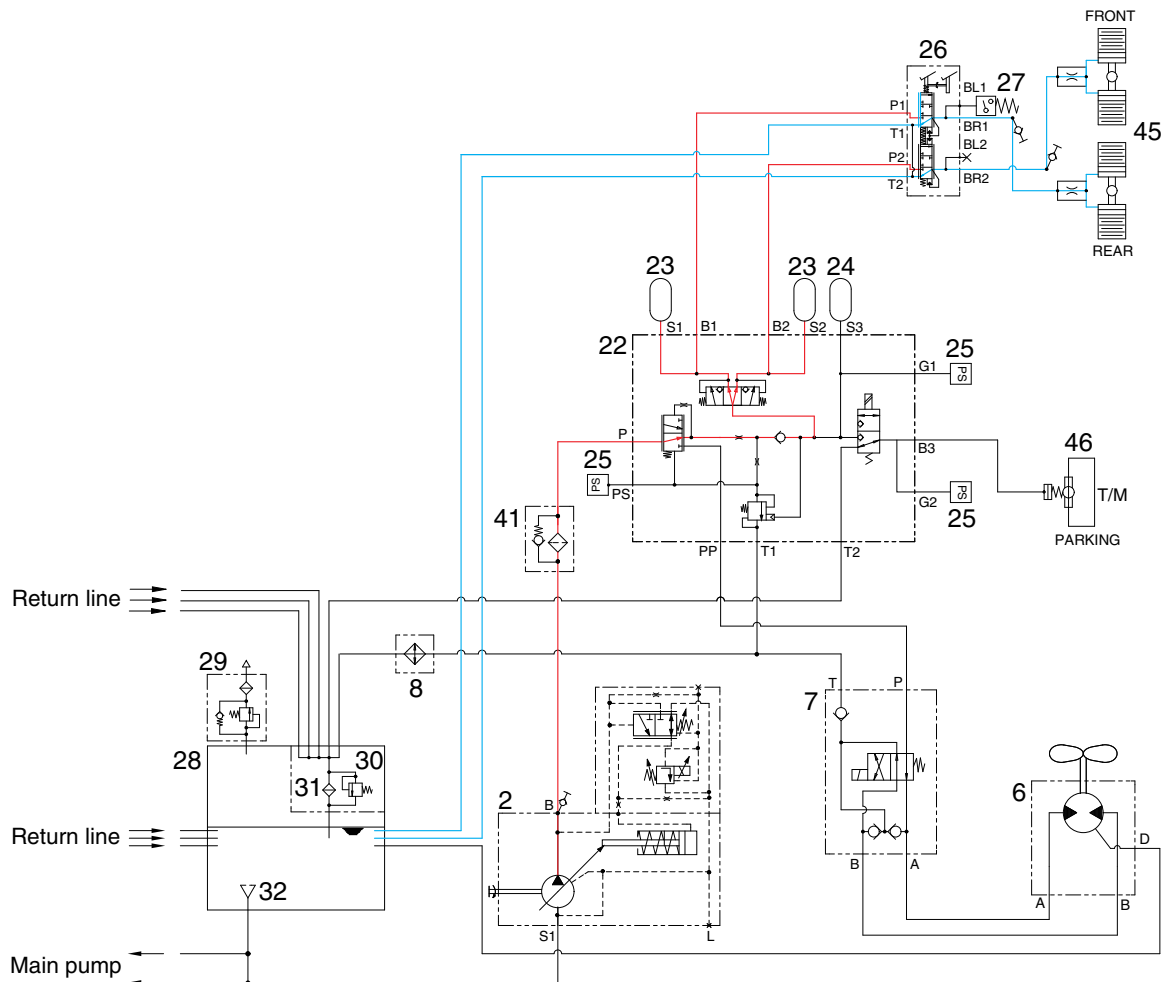 FRONT
26
BL1
27
P1
T1
BR1
BL2
45
P2
T2
BR2
REAR
23
23
24
S1
B1
B2
S2
S3
22
25
G1
PS
P
B3
46
25
PS
PS
T/M
PS
G2
25
41
PARKING
PP
T1
T2
Return line
29
8
T
P
7
28
30
31
2
B
6
Return line
D
B
A
32
A
B
S1
L
Main pump